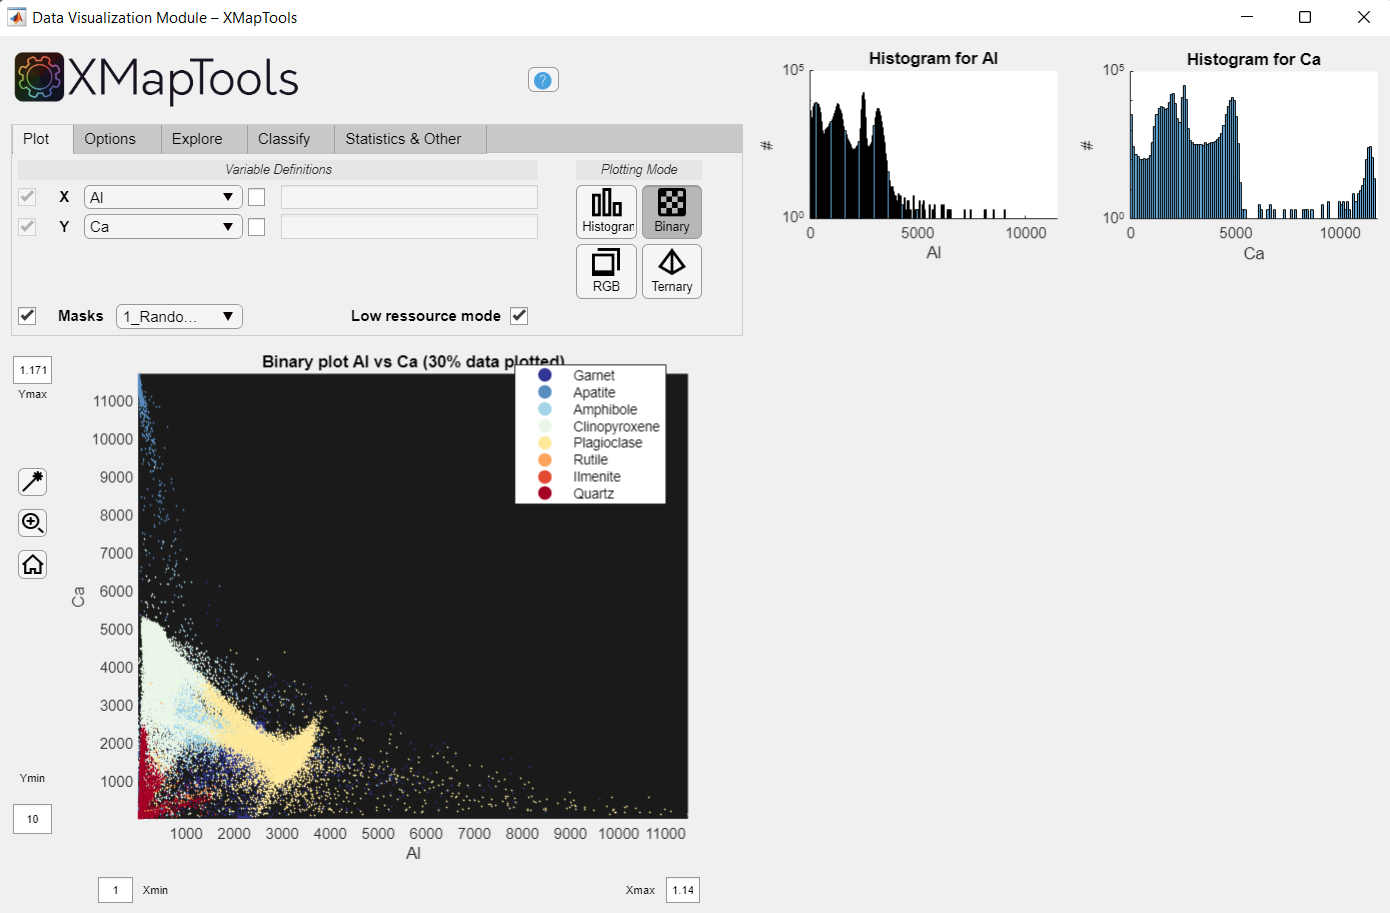 Data Visualization Module – XMapTools
XMapTools
?
Plot Options Explore Classify Statistics & Other
Variable Definitions
Plotting Mode
X Al
Y Ca
Histogran Binary
RGB Ternary
Masks 1_Rando... Low ressource mode
Histogram for Al
10^5
#
10^0
0 5000 10000
Al
Histogram for Ca
10^5
#
10^0
0 5000 10000
Ca
1.171
Ymax
Ymin
10
Binary plot Al vs Ca (30% data plotted)
Garnet
Apatite
Amphibole
Clinopyroxene
Plagioclase
Rutile
Ilmenite
Quartz
11000
10000
9000
8000
7000
6000
5000
4000
3000
2000
1000
Ca
1000 2000 3000 4000 5000 6000 7000 8000 9000 10000 11000
Al
1 Xmin Xmax 1.14